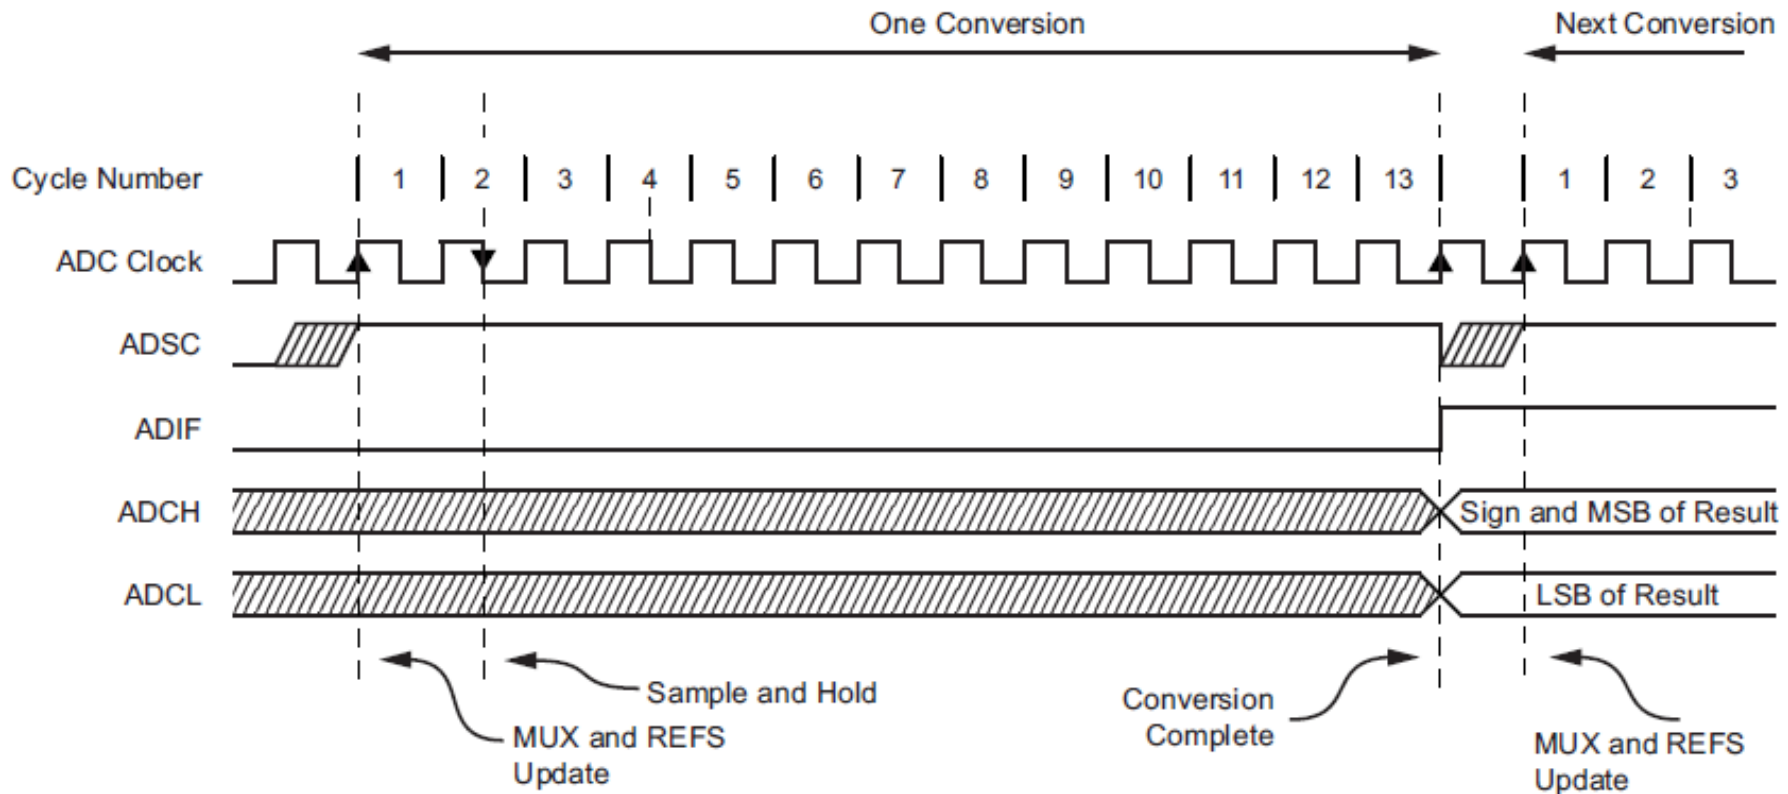 One Conversion
Next Conversion
Cycle Number 1 2 3 4 5 6 7 8 9 10 11 12 13 1 2 3
ADC Clock
ADSC
ADIF
ADCH Sign and MSB of Result
ADCL LSB of Result
Sample and Hold
MUX and REFS
Update
Conversion
Complete
MUX and REFS
Update